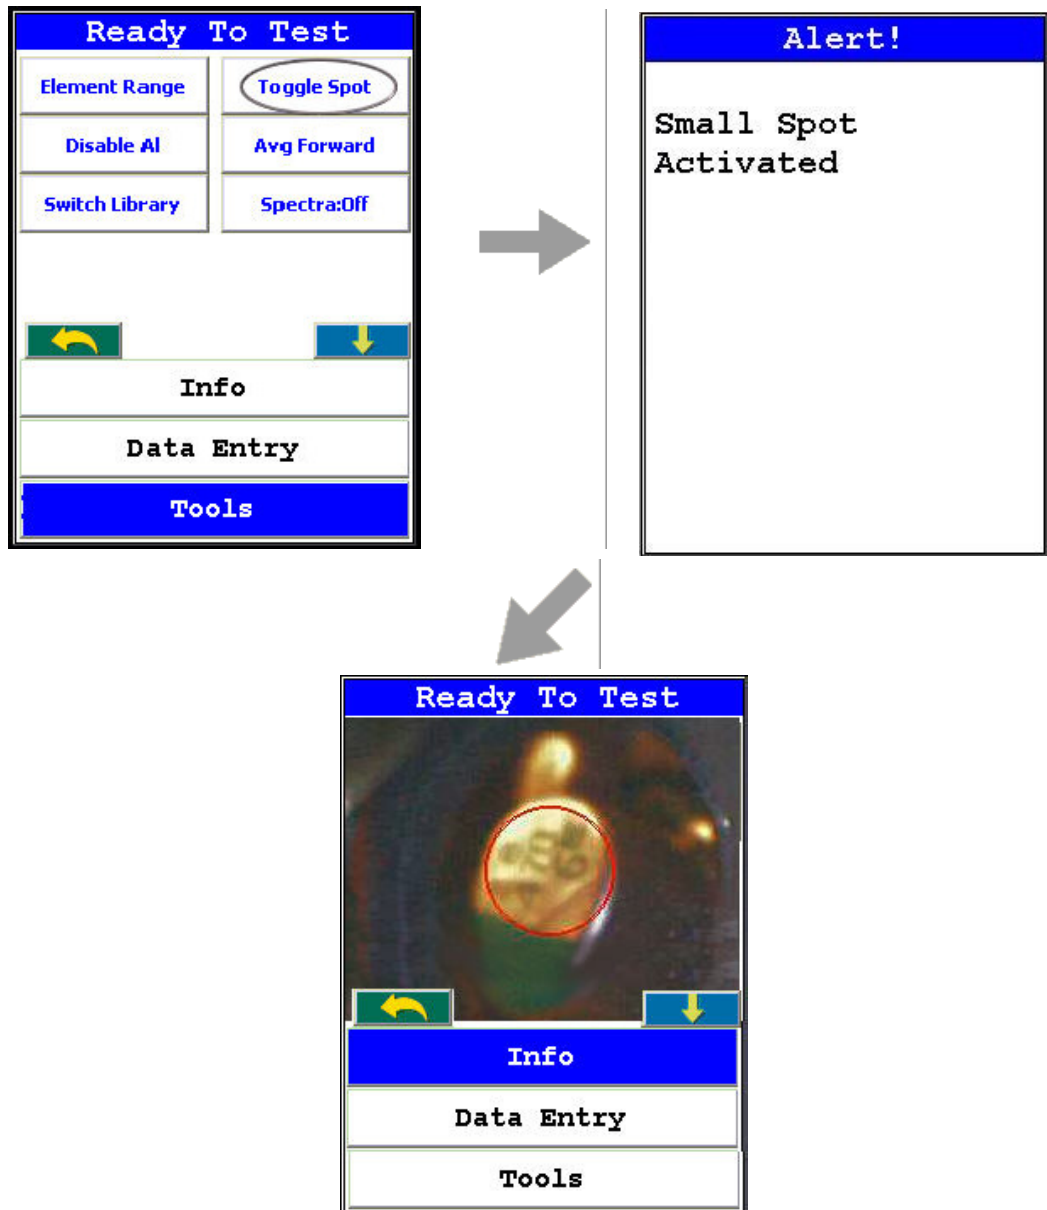 Ready To Test
Element Range
Toggle Spot
Disable Al
Avg Forward
Switch Library
Spectra:Off
Info
Data Entry
Tools
Alert!
Small Spot
Activated
Ready To Test
Info
Data Entry
Tools